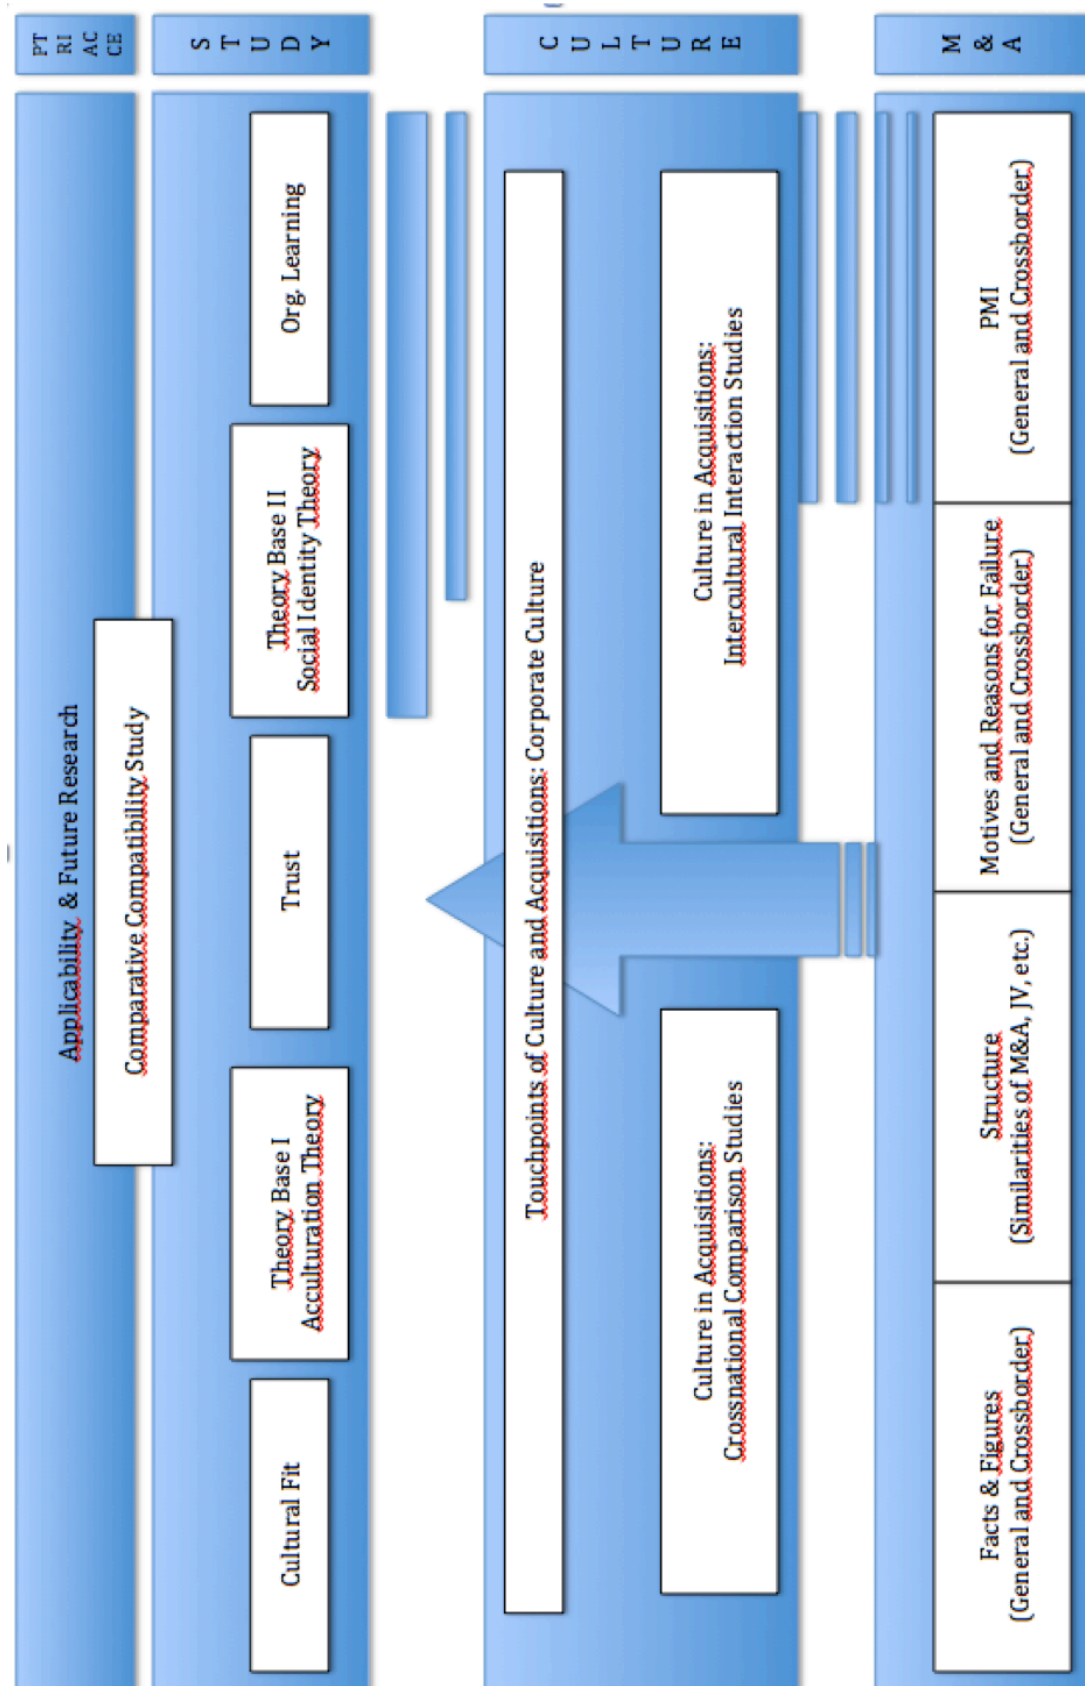 Applicability & Future Research
Comparative Compatibility Study
PT
RI
AC
CE
Cultural Fit
Theory Base I
Acculturation Theory
Trust
Theory Base II
Social Identity Theory
Org. Learning
S
T
U
D
Y
Touchpoints of Culture and Acquisitions: Corporate Culture
Culture in Acquisitions:
Crossnational Comparison Studies
Culture in Acquisitions:
Intercultural Interaction Studies
C
U
L
T
U
R
E
Facts & Figures
(General and Crossborder)
Structure
(Similarities of M&A, JV, etc.)
Motives and Reasons for Failure
(General and Crossborder)
PMI
(General and Crossborder)
M
&
A